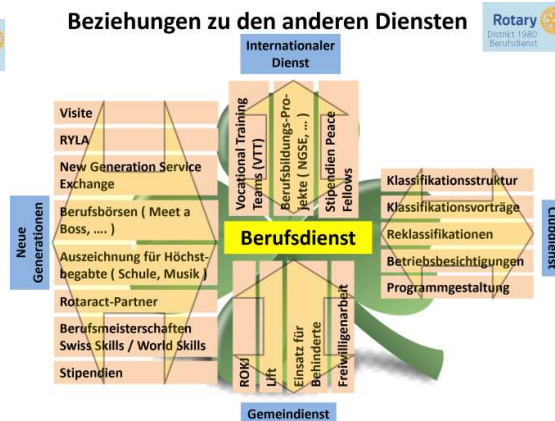 Beziehungen zu den anderen Diensten
Rotary
Distrikt 1980
Berufsdienst
Internationaler
Dienst
Visite
RYLA
New Generation Service
Exchange
Berufsbörsen ( Meet a
Boss, .... )
Auszeichnung für Höchst-
begabte ( Schule, Musik )
Rotaract-Partner
Berufsmeisterschaften
Swiss Skills / World Skills
Stipendien
Neue
Generationen
Vocational Training
Teams (VTT)
Berufsbildungs-Pro-
jekte ( NGSE, ... )
Stipendien Peace
Fellows
Berufsdienst
Klassifikationsstruktur
Klassifikationsvorträge
Reklassifikationen
Betriebsbesichtigungen
Programmgestaltung
Clubdienst
ROKJ
Lift
Einsatz für
Behinderte
Freiwilligenarbeit
Gemeindienst